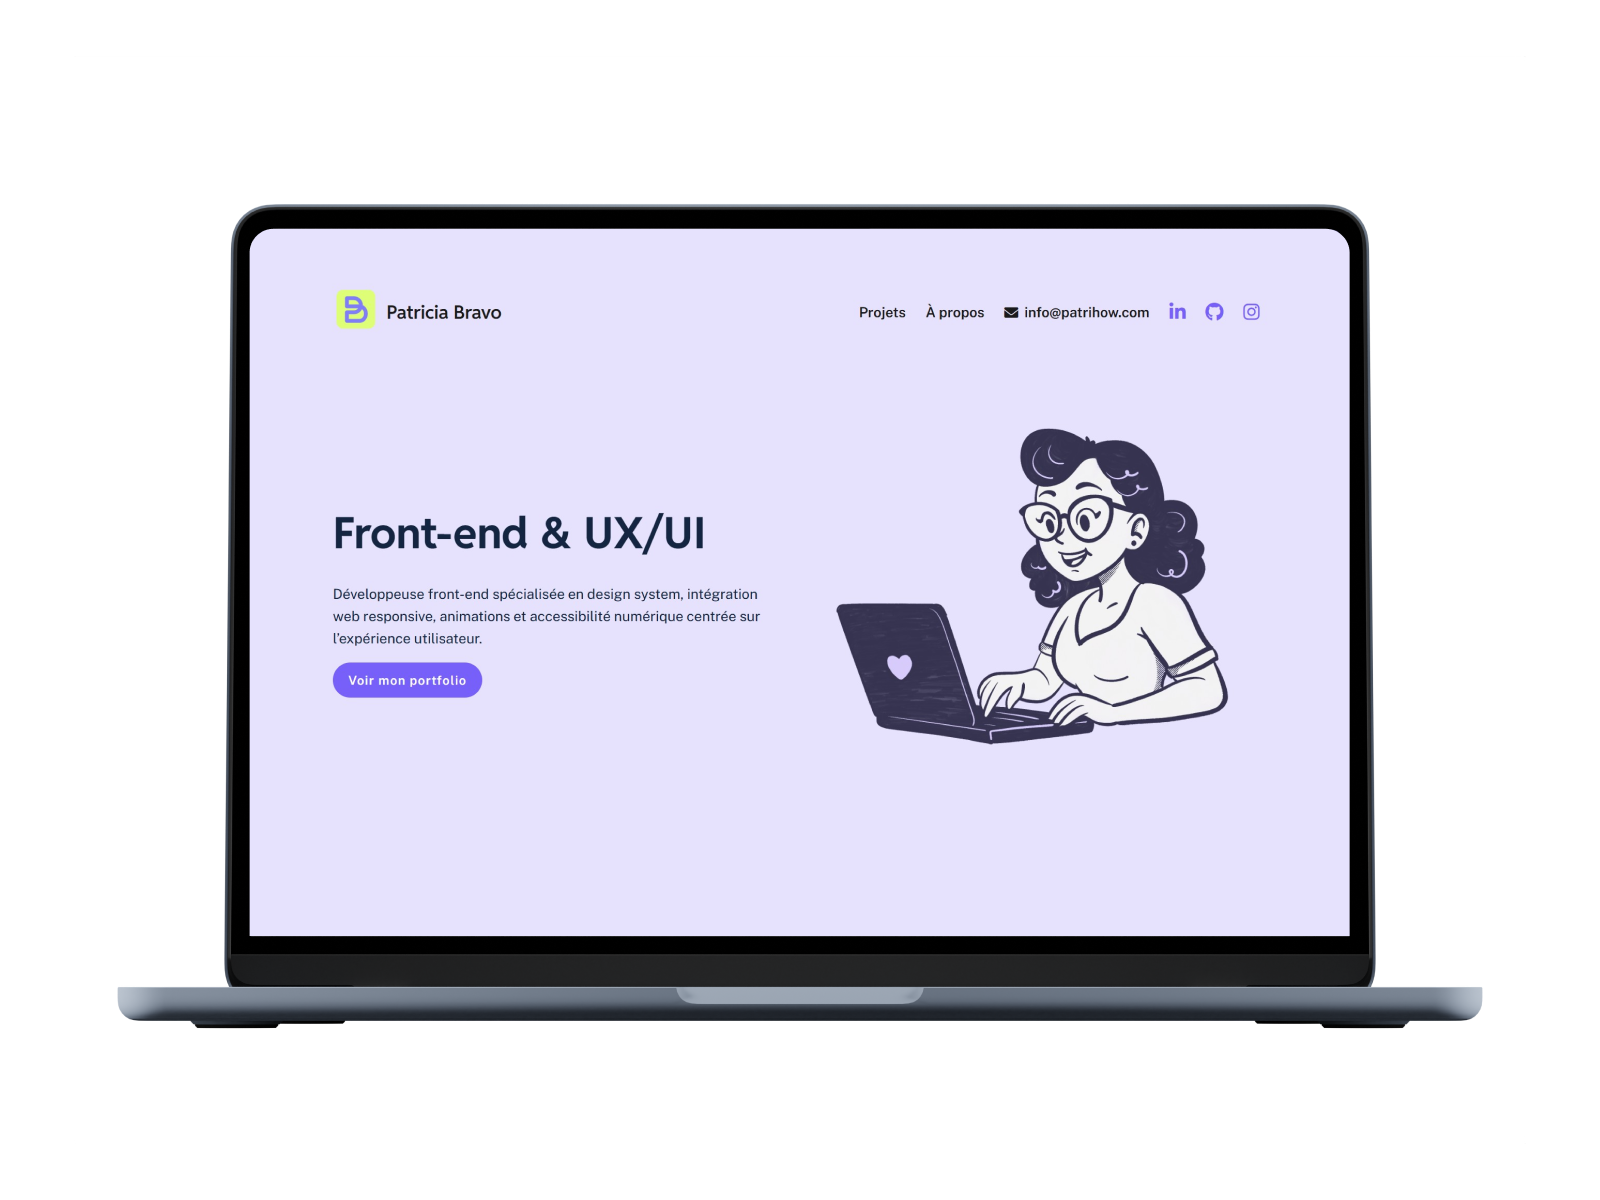 Patricia Bravo
Projets À propos info@patrihow.com
Front-end & UX/UI
Développeuse front-end spécialisée en design system, intégration
web responsive, animations et accessibilité numérique centrée sur
l'expérience utilisateur.
Voir mon portfolio